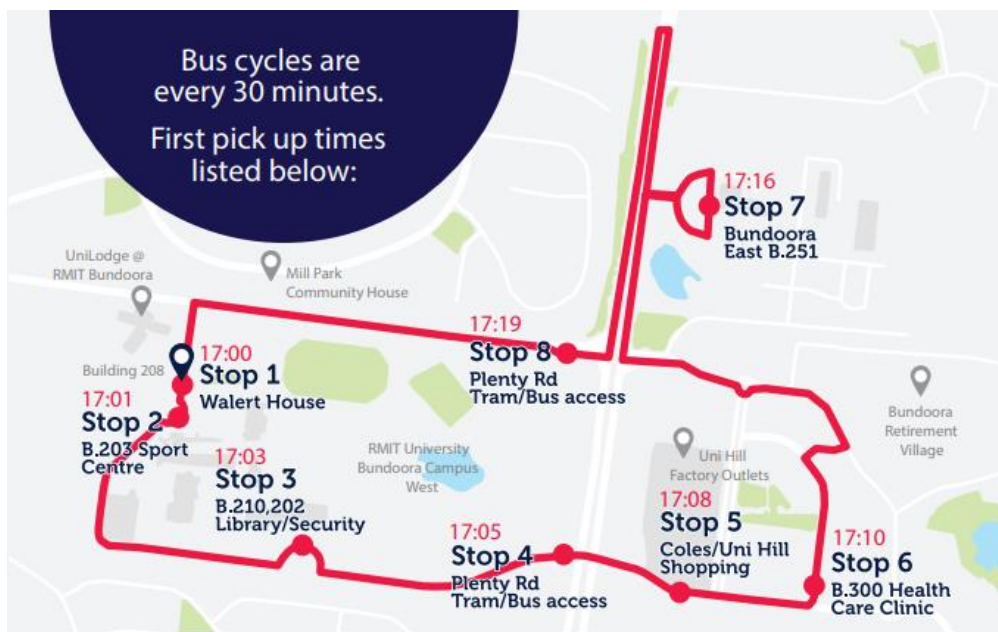 Bus cycles are
every 30 minutes.
First pick up times
listed below:
17:16
Stop 7
Bundoora
East B.251
UniLodge @
RMIT Bundoora
Mill Park
Community House
17:19
Stop 8
Plenty Rd
Tram/Bus access
Building 208
17:00
Stop 1
Walert House
17:01
Stop 2
B.203 Sport
Centre
17:03
Stop 3
B.210,202
Library/Security
RMIT University
Bundoora Campus
West
Bundoora
Retirement
Village
Uni Hill
Factory Outlets
17:05
Stop 4
Plenty Rd
Tram/Bus access
17:08
Stop 5
Coles/Uni Hill
Shopping
17:10
Stop 6
B.300 Health
Care Clinic